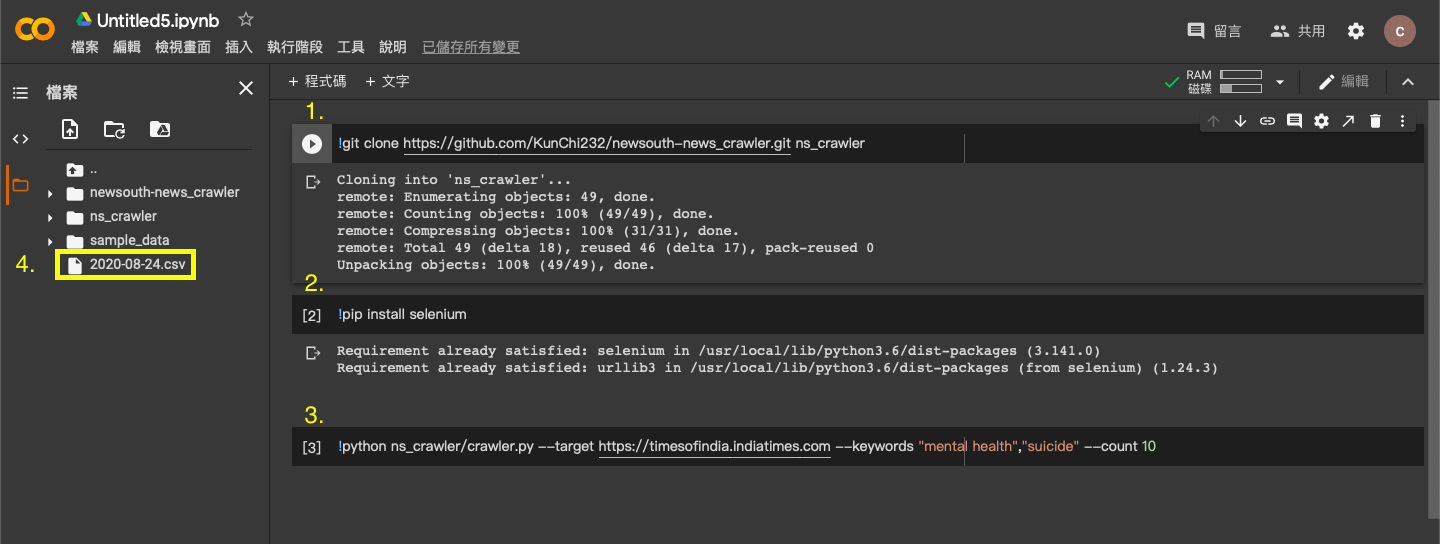 Untitled5.ipynb
檔案 編輯 檢視畫面 插入 執行階段 工具 說明 已儲存所有變更
留言 共用 C
檔案
+ 程式碼 + 文字
RAM
磁碟
編輯
..
newsouth-news_crawler
ns_crawler
sample_data
4. 2020-08-24.csv
1.
!git clone https://github.com/KunChi232/newsouth-news_crawler.git ns_crawler
Cloning into 'ns_crawler'...
remote: Enumerating objects: 49, done.
remote: Counting objects: 100% (49/49), done.
remote: Compressing objects: 100% (31/31), done.
remote: Total 49 (delta 18), reused 46 (delta 17), pack-reused 0
Unpacking objects: 100% (49/49), done.
2.
[2] !pip install selenium
Requirement already satisfied: selenium in /usr/local/lib/python3.6/dist-packages (3.141.0)
Requirement already satisfied: urllib3 in /usr/local/lib/python3.6/dist-packages (from selenium) (1.24.3)
3.
[3] !python ns_crawler/crawler.py --target https://timesofindia.indiatimes.com --keywords "mental health","suicide" --count 10